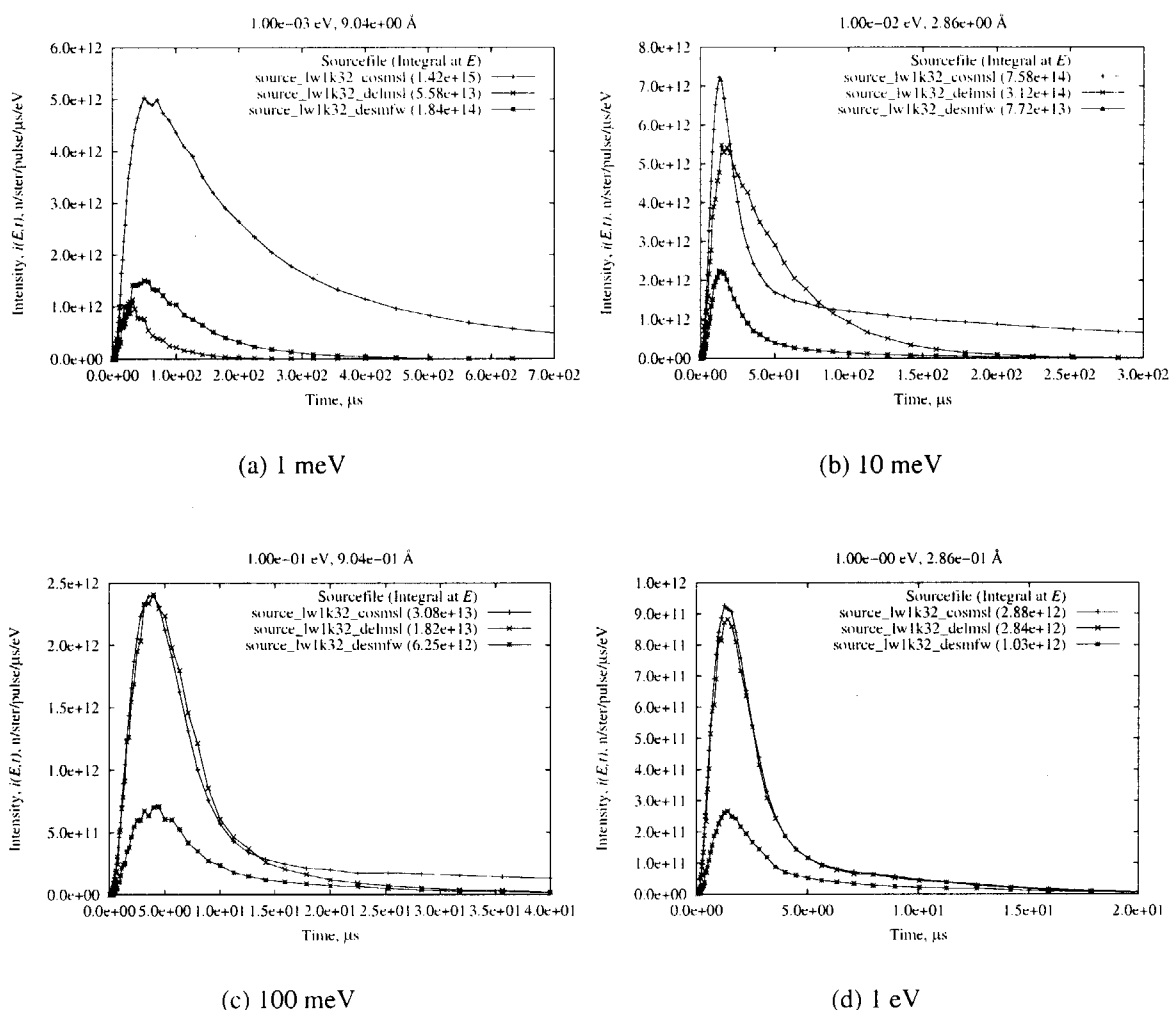 1.00e−03 eV, 9.04e+00 Å
6.0e+12
5.0e+12
4.0e+12
3.0e+12
2.0e+12
1.0e+12
0.0e+00
Intensity, i(E,t), n/ster/pulse/μs/eV
Sourcefile (Integral at E)
source_lw1k32_cosmsl (1.42e+15)
source_lw1k32_delmsl (5.58e+13)
source_lw1k32_desmfw (1.84e+14)
0.0e+00 1.0e+02 2.0e+02 3.0e+02 4.0e+02 5.0e+02 6.0e+02 7.0e+02
Time, μs
(a) 1 meV
1.00e−02 eV, 2.86e+00 Å
8.0e+12
7.0e+12
6.0e+12
5.0e+12
4.0e+12
3.0e+12
2.0e+12
1.0e+12
0.0e+00
Intensity, i(E,t), n/ster/pulse/μs/eV
Sourcefile (Integral at E)
source_lw1k32_cosmsl (7.58e+14)
source_lw1k32_delmsl (3.12e+14)
source_lw1k32_desmfw (7.72e+13)
0.0e+00 5.0e+01 1.0e+02 1.5e+02 2.0e+02 2.5e+02 3.0e+02
Time, μs
(b) 10 meV
1.00e−01 eV, 9.04e−01 Å
2.5e+12
2.0e+12
1.5e+12
1.0e+12
5.0e+11
0.0e+00
Intensity, i(E,t), n/ster/pulse/μs/eV
Sourcefile (Integral at E)
source_lw1k32_cosmsl (3.08e+13)
source_lw1k32_delmsl (1.82e+13)
source_lw1k32_desmfw (6.25e+12)
0.0e+00 5.0e+00 1.0e+01 1.5e+01 2.0e+01 2.5e+01 3.0e+01 3.5e+01 4.0e+01
Time, μs
(c) 100 meV
1.00e−00 eV, 2.86e−01 Å
1.0e+12
9.0e+11
8.0e+11
7.0e+11
6.0e+11
5.0e+11
4.0e+11
3.0e+11
2.0e+11
1.0e+11
0.0e+00
Intensity, i(E,t), n/ster/pulse/μs/eV
Sourcefile (Integral at E)
source_lw1k32_cosmsl (2.88e+12)
source_lw1k32_delmsl (2.84e+12)
source_lw1k32_desmfw (1.03e+12)
0.0e+00 5.0e+00 1.0e+01 1.5e+01 2.0e+01
Time, μs
(d) 1 eV